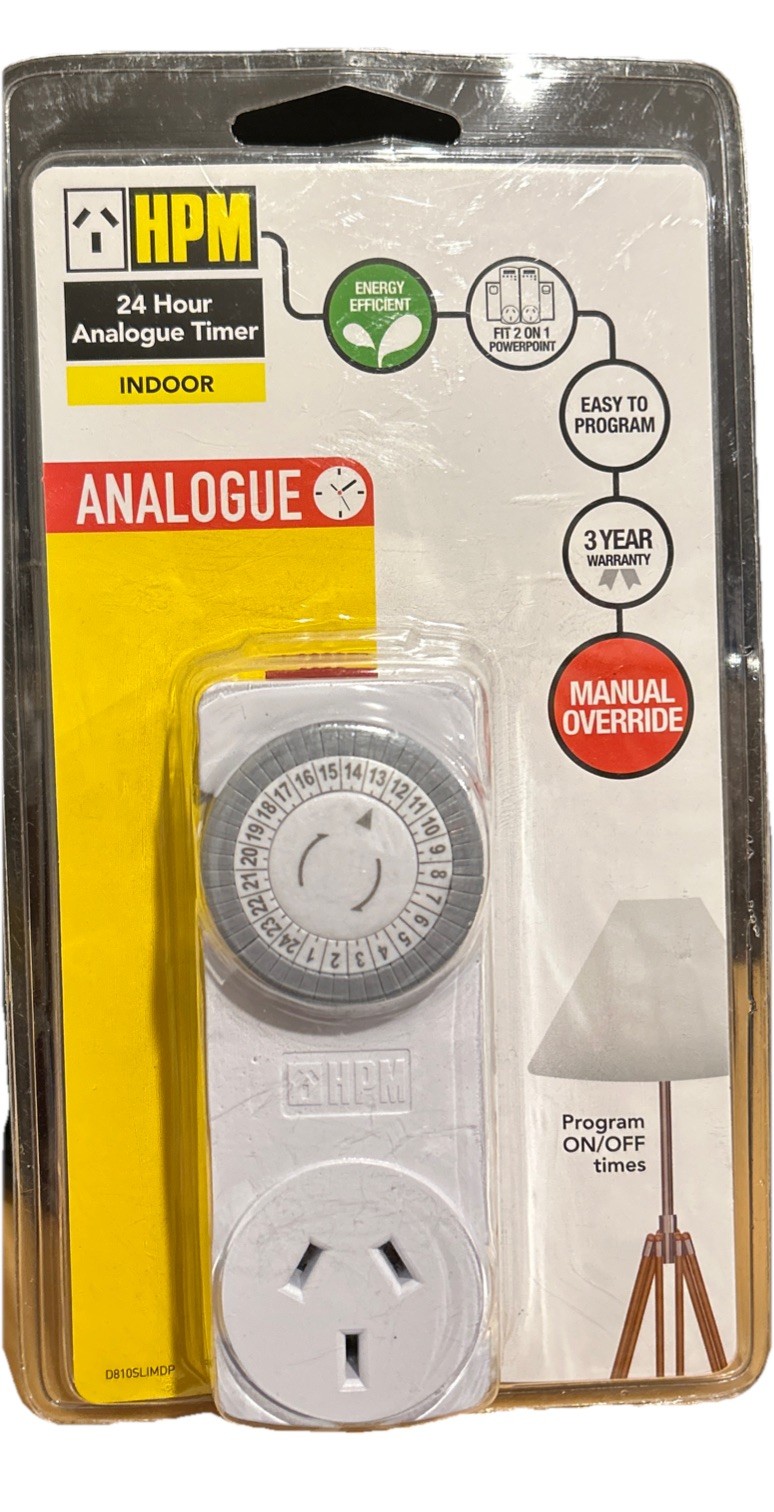 HPM
24 Hour
Analogue Timer
INDOOR
ENERGY
EFFICIENT
FIT 2 ON 1
POWERPOINT
EASY TO
PROGRAM
3 YEAR
WARRANTY
MANUAL
OVERRIDE
ANALOGUE
16 15 14 13 12 11 10 9 8 7 6 5 4 3 2 1 24 23 22 21 20 19 18 17
HPM
Program
ON/OFF
times
D810SLIMDP